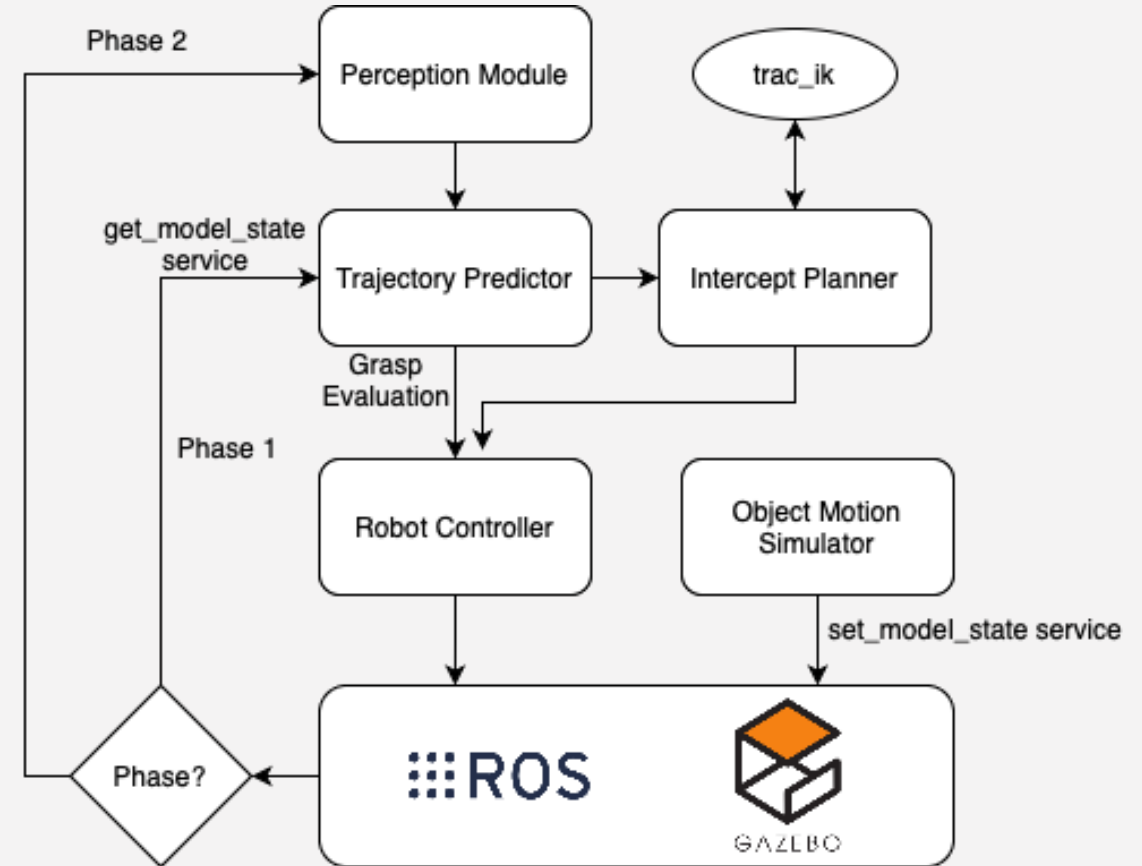 Phase 2
Perception Module
trac_ik
get_model_state
service
Trajectory Predictor
Intercept Planner
Grasp
Evaluation
Phase 1
Robot Controller
Object Motion
Simulator
set_model_state service
Phase?
ROS
GAZEBO